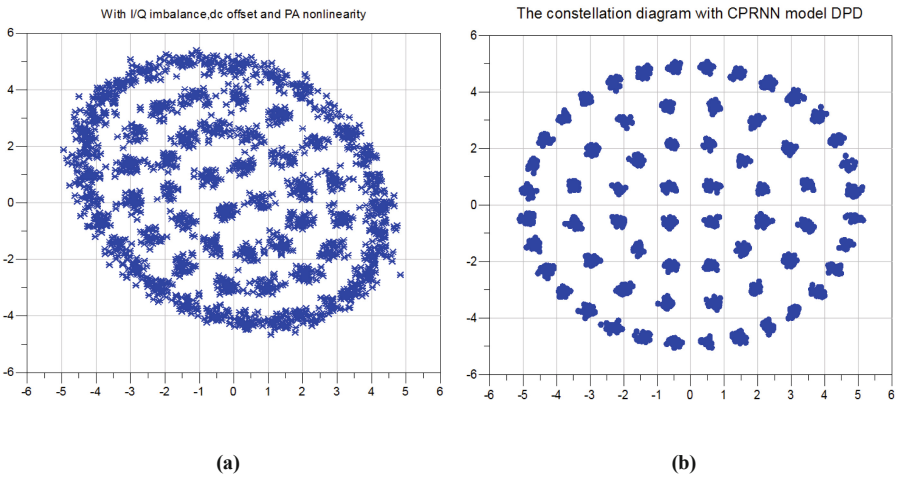 With I/Q imbalance,dc offset and PA nonlinearity
6
4
2
0
-2
-4
-6
-6 -5 -4 -3 -2 -1 0 1 2 3 4 5 6
(a)
The constellation diagram with CPRNN model DPD
6
4
2
0
-2
-4
-6
-6 -5 -4 -3 -2 -1 0 1 2 3 4 5 6
(b)